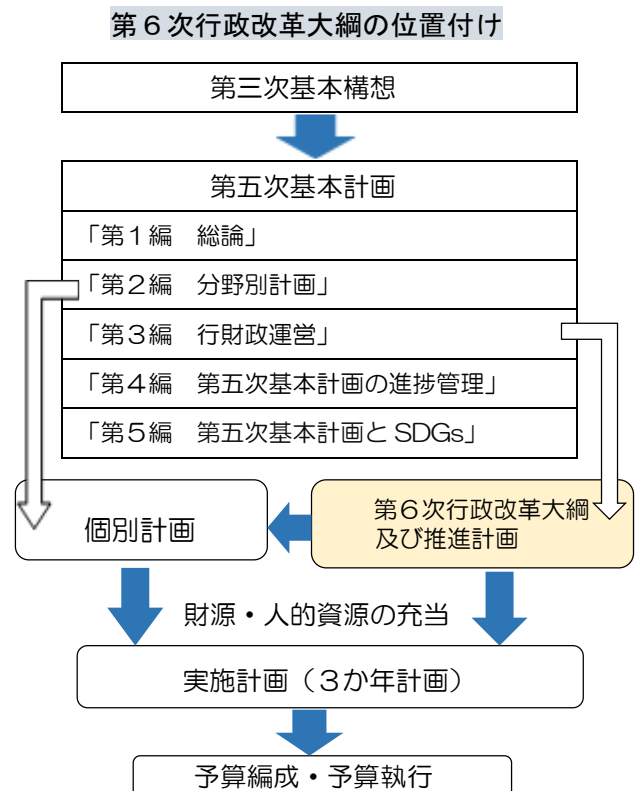 第６次行政改革大綱の位置付け
第三次基本構想
第五次基本計画
「第１編　総論」
「第２編　分野別計画」
「第３編　行財政運営」
「第４編　第五次基本計画の進捗管理」
「第５編　第五次基本計画と SDGs」
個別計画
第６次行政改革大綱
及び推進計画
財源・人的資源の充当
実施計画（３か年計画）
予算編成・予算執行